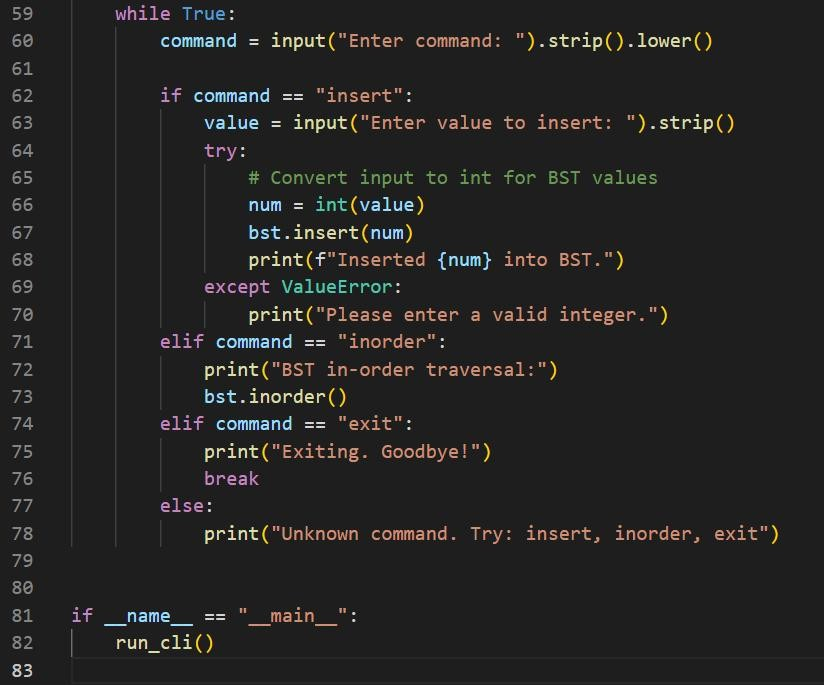 59 while True:
60 command = input("Enter command: ").strip().lower()
61
62 if command == "insert":
63 value = input("Enter value to insert: ").strip()
64 try:
65 # Convert input to int for BST values
66 num = int(value)
67 bst.insert(num)
68 print(f"Inserted {num} into BST.")
69 except ValueError:
70 print("Please enter a valid integer.")
71 elif command == "inorder":
72 print("BST in-order traversal:")
73 bst.inorder()
74 elif command == "exit":
75 print("Exiting. Goodbye!")
76 break
77 else:
78 print("Unknown command. Try: insert, inorder, exit")
79
80
81 if __name__ == "__main__":
82 run_cli()
83